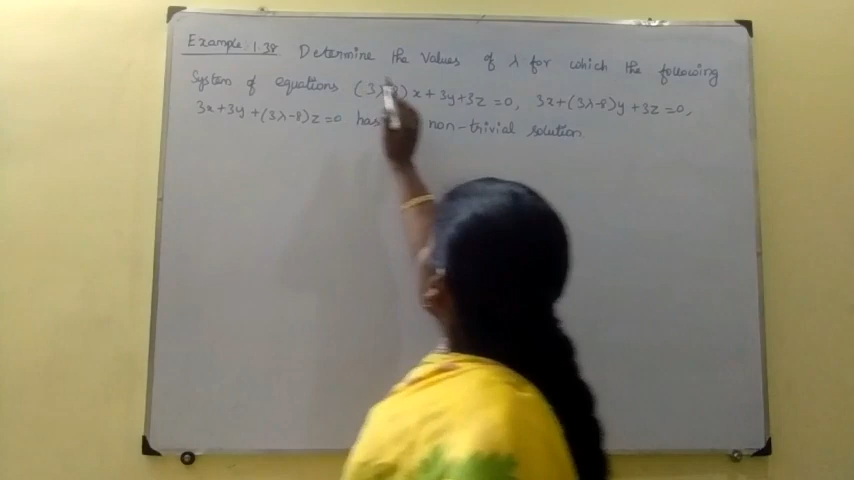 Example: 1.38 Determine the Values of λ for which the following
System of equations (3λ-8)x+3y+3z=0, 3x+(3λ-8)y+3z=0,
3x+3y+(3λ-8)z=0 has non-trivial solution